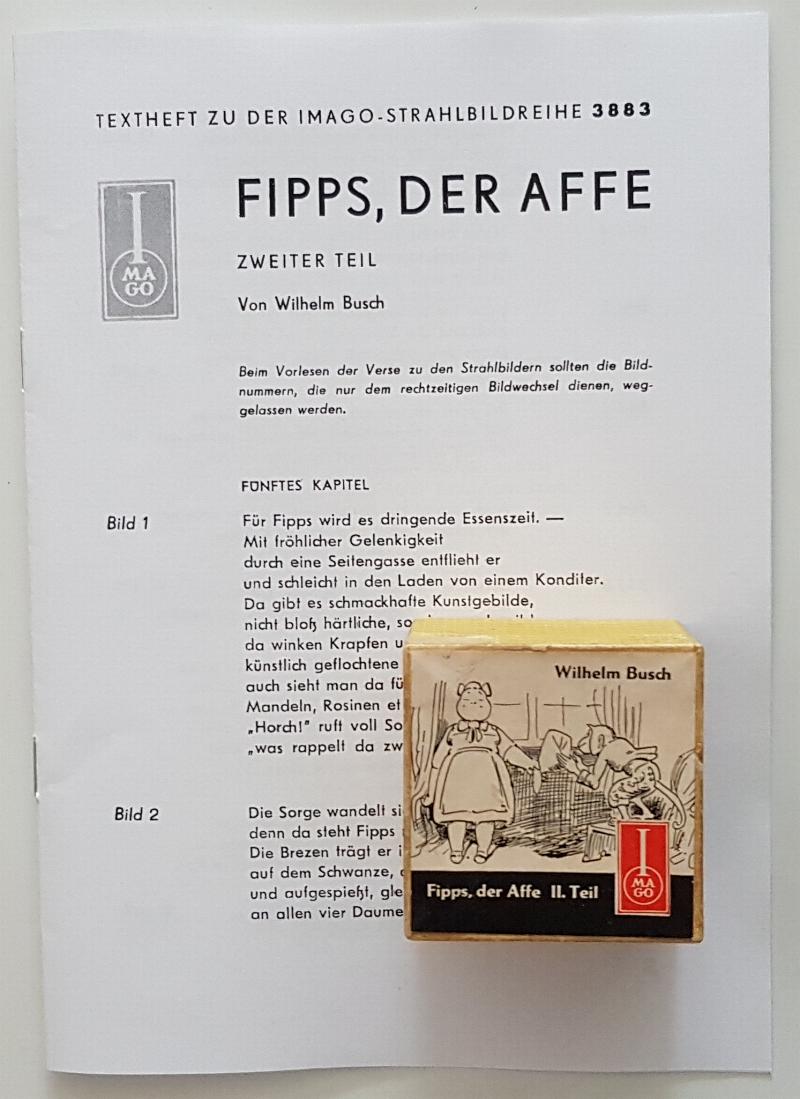 TEXTHEFT ZU DER IMAGO-STRAHLBILDREIHE 3883
I
MA
GO
FIPPS, DER AFFE
ZWEITER TEIL
Von Wilhelm Busch
Beim Vorlesen der Verse zu den Strahlbildern sollten die Bild-
nummern, die nur dem rechtzeitigen Bildwechsel dienen, weg-
gelassen werden.
FÜNFTES KAPITEL
Bild 1
Für Fipps wird es dringende Essenszeit. —
Mit fröhlicher Gelenkigkeit
durch eine Seitengasse entflieht er
und schleicht in den Laden von einem Konditer.
Da gibt es schmackhafte Kunstgebilde,
nicht bloß härtliche,
da winken Krapfen
künstlich geflochtene
auch sieht man da
Mandeln, Rosinen
„Horch!" ruft voll
„was rappelt da
Bild 2
Die Sorge wandelt
denn da steht Fipps
Die Brezen trägt er
auf dem Schwanze,
und aufgespießt,
an allen vier
Wilhelm Busch
Fipps, der Affe II. Teil
I
MA
GO